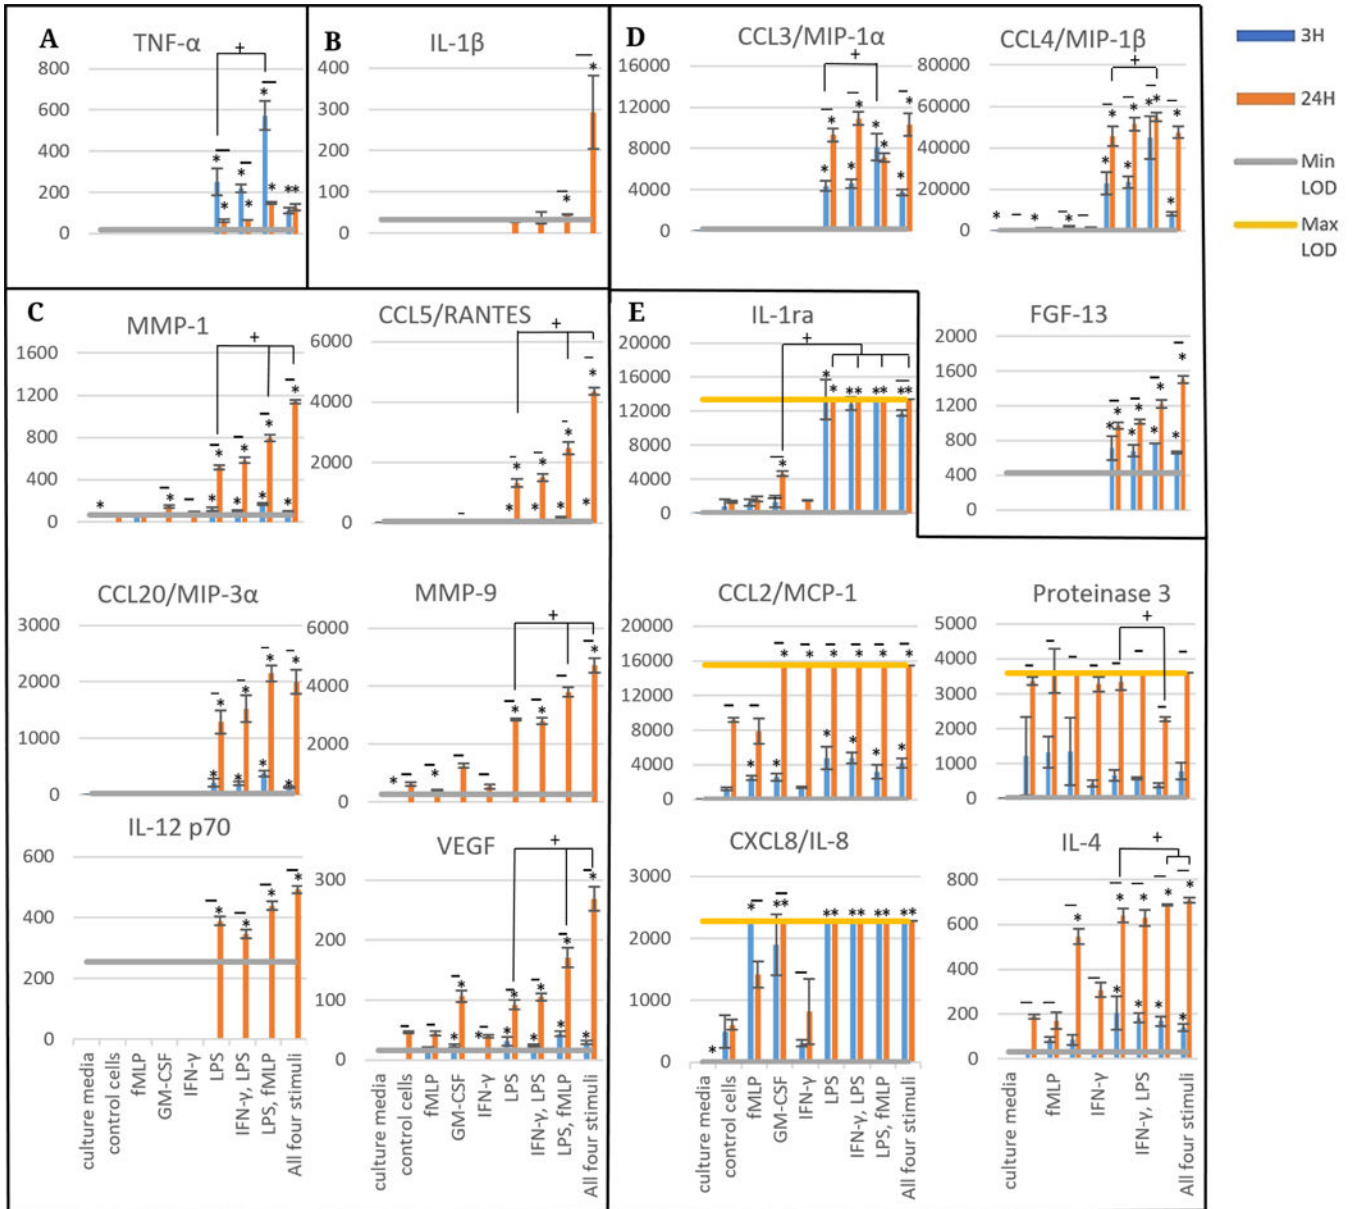 A
TNF-α
+
800
600
400
200
0
B
IL-1β
400
300
200
100
0
D
CCL3/MIP-1α
+
16000
12000
8000
4000
0
CCL4/MIP-1β
+
80000
60000
40000
20000
0
3H
24H
Min
LOD
Max
LOD
C
MMP-1
+
1600
1200
800
400
0
CCL5/RANTES
+
6000
4000
2000
0
E
IL-1ra
+
20000
16000
12000
8000
4000
0
FGF-13
2000
1600
1200
800
400
0
CCL20/MIP-3α
3000
2000
1000
0
MMP-9
+
6000
4000
2000
0
CCL2/MCP-1
20000
16000
12000
8000
4000
0
Proteinase 3
+
5000
4000
3000
2000
1000
0
IL-12 p70
600
400
200
0
culture media
control cells
fMLP
GM-CSF
IFN-γ
LPS
IFN-γ, LPS
LPS, fMLP
All four stimuli
VEGF
+
300
200
100
0
culture media
control cells
fMLP
GM-CSF
IFN-γ
LPS
IFN-γ, LPS
LPS, fMLP
All four stimuli
CXCL8/IL-8
3000
2000
1000
0
culture media
control cells
fMLP
GM-CSF
IFN-γ
LPS
IFN-γ, LPS
LPS, fMLP
All four stimuli
IL-4
+
800
600
400
200
0
culture media
fMLP
IFN-γ
IFN-γ, LPS
All four stimuli